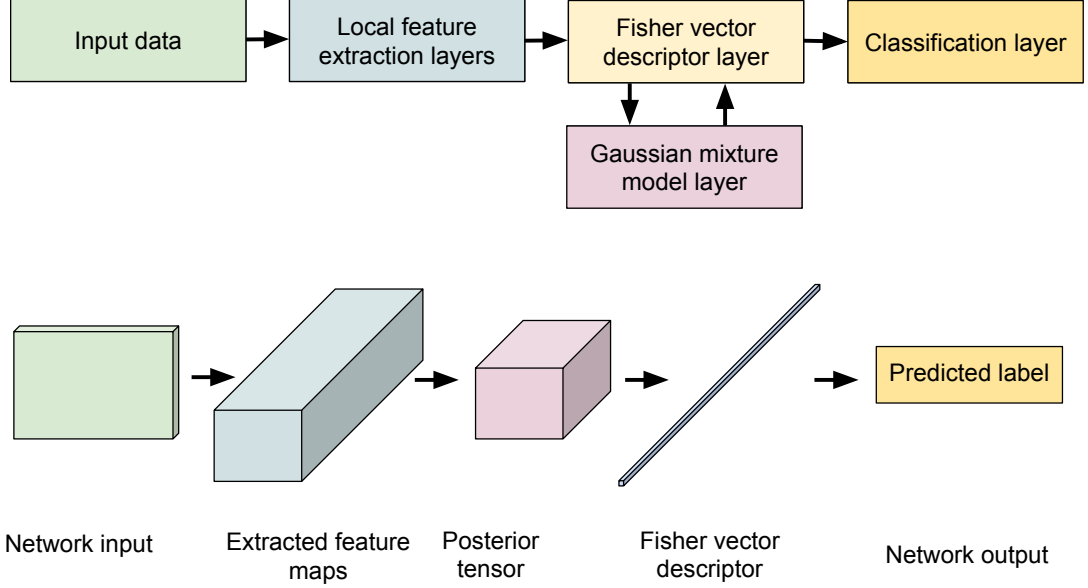 Input data
Local feature
extraction layers
Fisher vector
descriptor layer
Classification layer
Gaussian mixture
model layer
Predicted label
Network input
Extracted feature
maps
Posterior
tensor
Fisher vector
descriptor
Network output